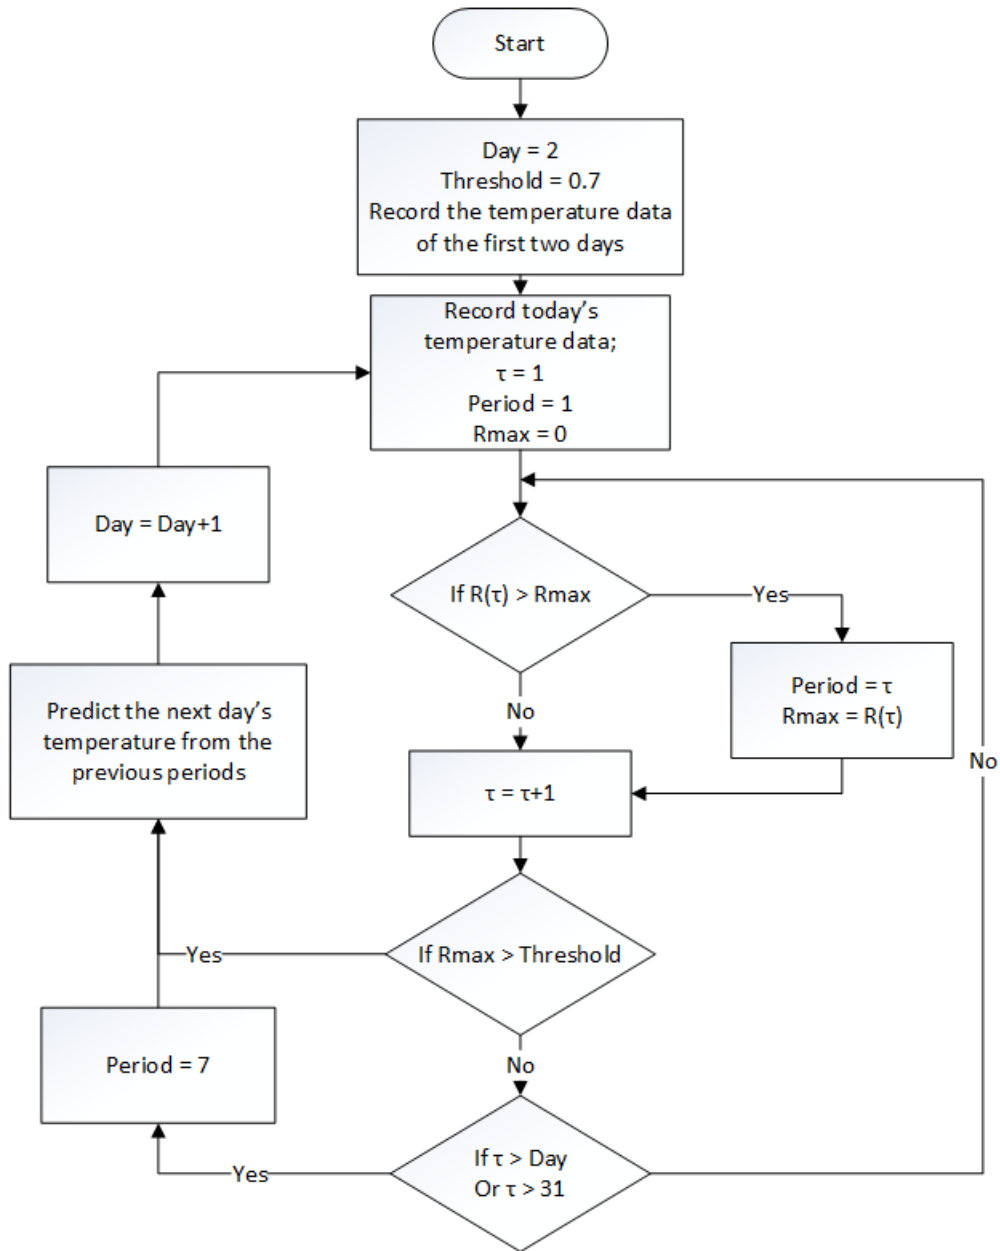 Start
Day = 2
Threshold = 0.7
Record the temperature data
of the first two days
Record today's
temperature data;
τ = 1
Period = 1
Rmax = 0
Day = Day+1
If R(τ) > Rmax
Yes
Period = τ
Rmax = R(τ)
No
Predict the next day's
temperature from the
previous periods
τ = τ+1
No
If Rmax > Threshold
Yes
No
Period = 7
If τ > Day
Or τ > 31
Yes